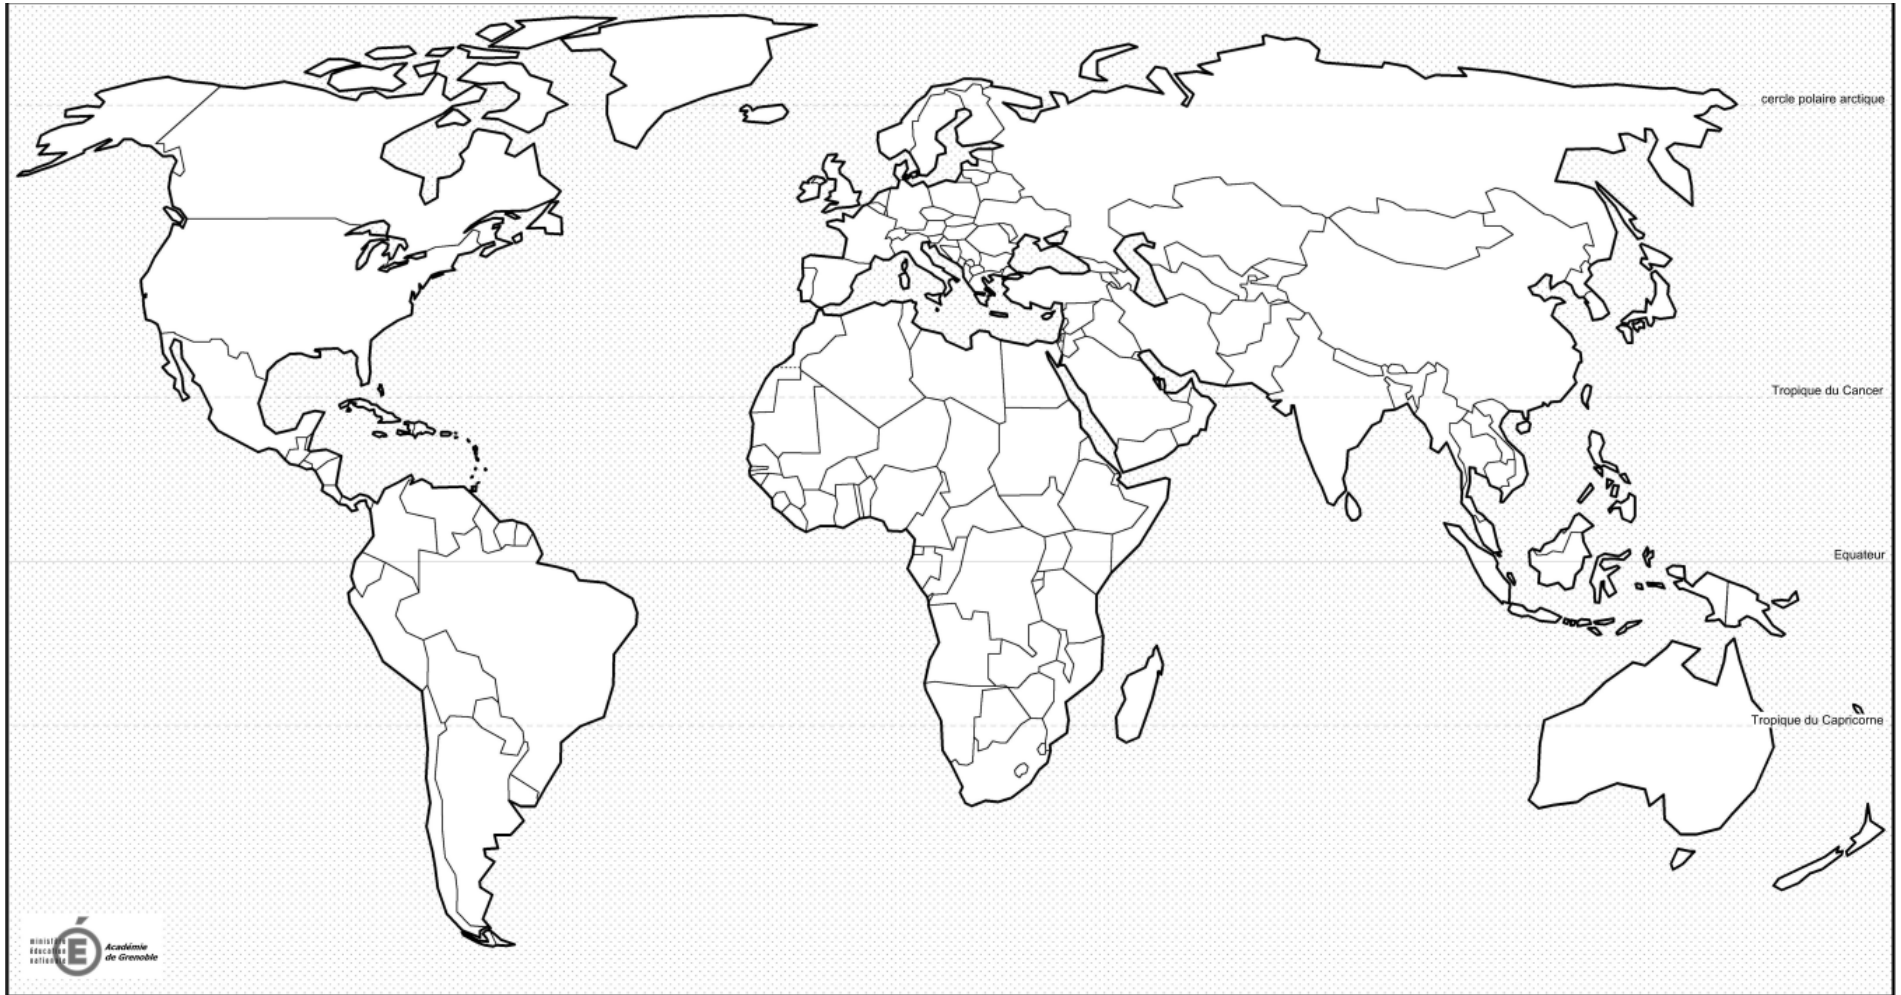 cercle polaire arctique
Tropique du Cancer
Equateur
Tropique du Capricorne
É
Académie
de Grenoble